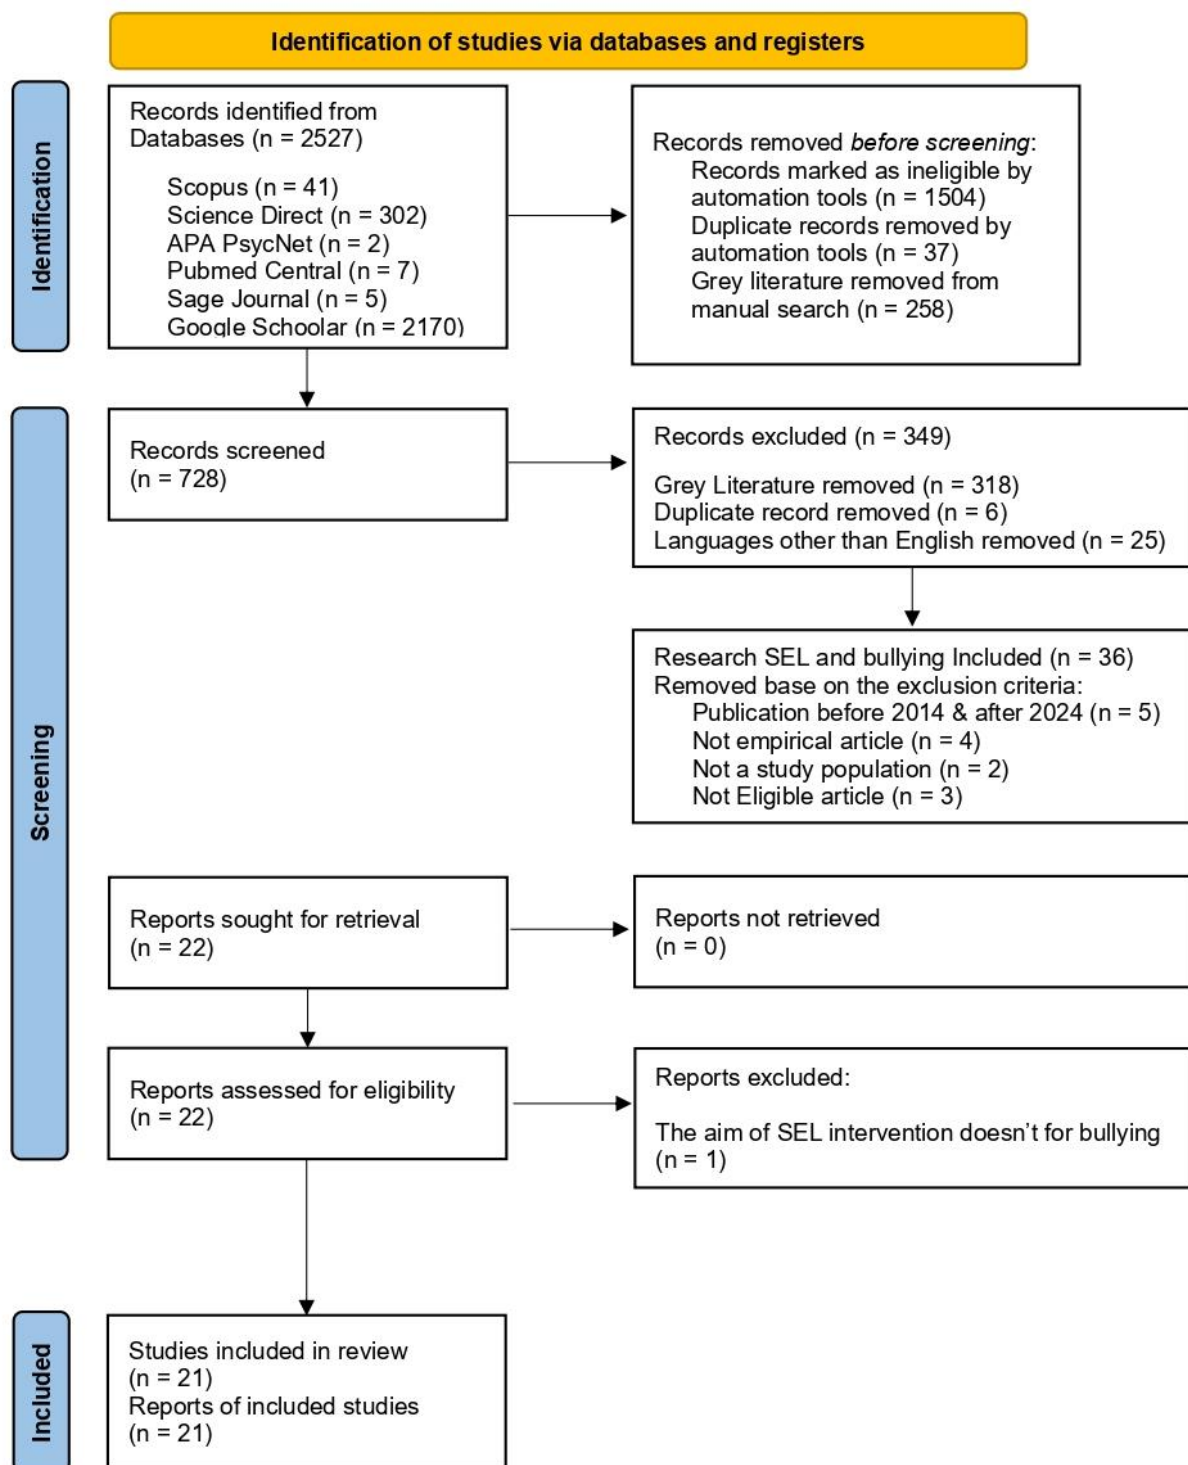 Identification of studies via databases and registers
Identification
Records identified from
Databases (n = 2527)
Scopus (n = 41)
Science Direct (n = 302)
APA PsycNet (n = 2)
Pubmed Central (n = 7)
Sage Journal (n = 5)
Google Schoolar (n = 2170)
Records removed before screening:
Records marked as ineligible by
automation tools (n = 1504)
Duplicate records removed by
automation tools (n = 37)
Grey literature removed from
manual search (n = 258)
Screening
Records screened
(n = 728)
Records excluded (n = 349)
Grey Literature removed (n = 318)
Duplicate record removed (n = 6)
Languages other than English removed (n = 25)
Research SEL and bullying Included (n = 36)
Removed base on the exclusion criteria:
Publication before 2014 & after 2024 (n = 5)
Not empirical article (n = 4)
Not a study population (n = 2)
Not Eligible article (n = 3)
Reports sought for retrieval
(n = 22)
Reports not retrieved
(n = 0)
Reports assessed for eligibility
(n = 22)
Reports excluded:
The aim of SEL intervention doesn’t for bullying
(n = 1)
Included
Studies included in review
(n = 21)
Reports of included studies
(n = 21)